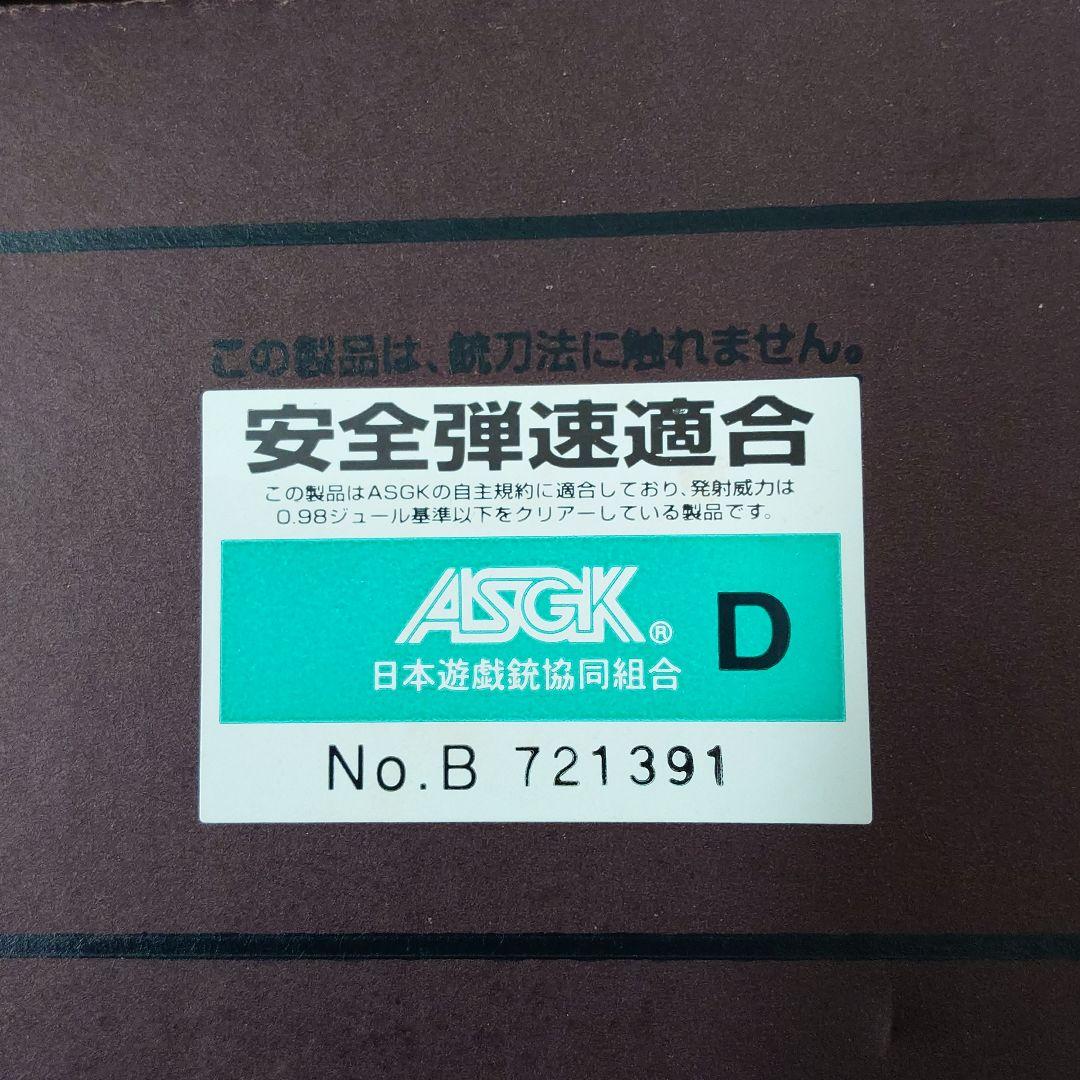 この製品は、銃刀法に触れません。
安全弾速適合
この製品はASGKの自主規約に適合しており、発射威力は
0.98ジュール基準以下をクリアーしている製品です。
ASGK® D
日本遊戯銃協同組合
No.B 721391